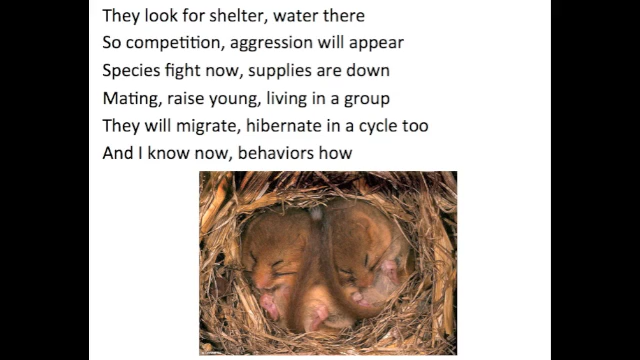 They look for shelter, water there
So competition, aggression will appear
Species fight now, supplies are down
Mating, raise young, living in a group
They will migrate, hibernate in a cycle too
And I know now, behaviors how